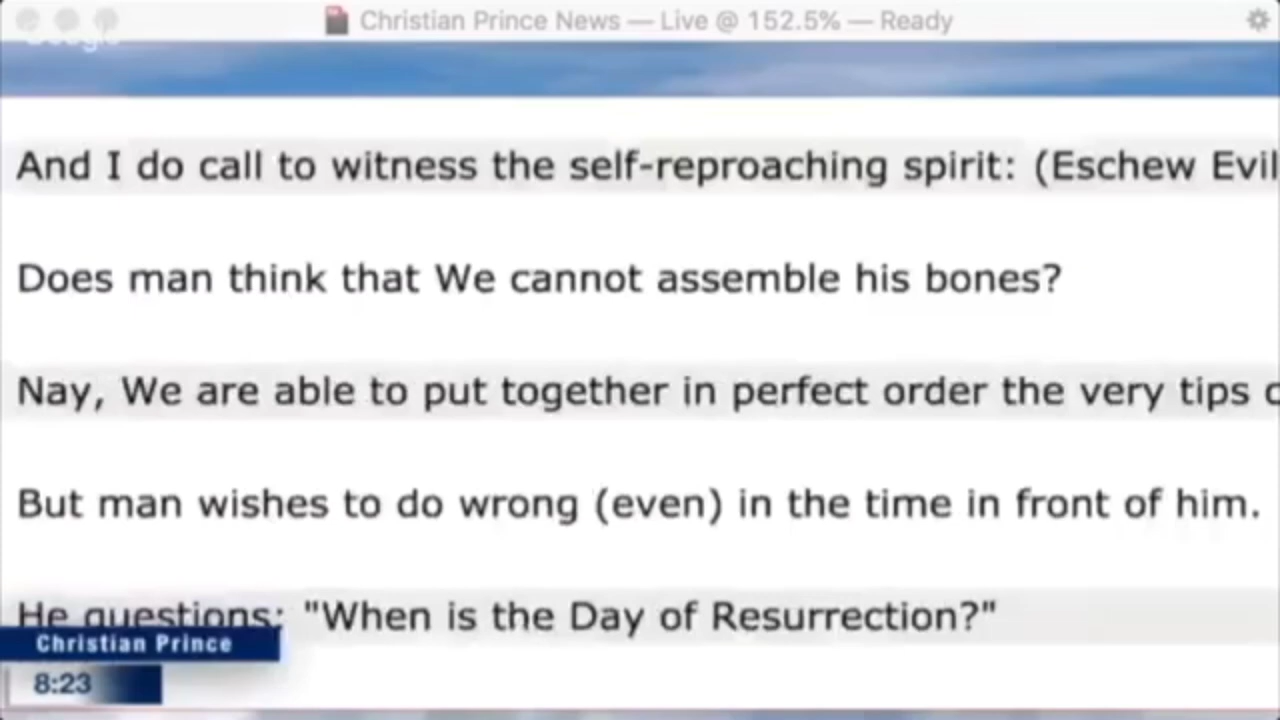 Christian Prince News — Live @ 152.5% — Ready
Google
And I do call to witness the self-reproaching spirit: (Eschew Evil
Does man think that We cannot assemble his bones?
Nay, We are able to put together in perfect order the very tips
But man wishes to do wrong (even) in the time in front of him.
He questions: "When is the Day of Resurrection?"
Christian Prince
8:23